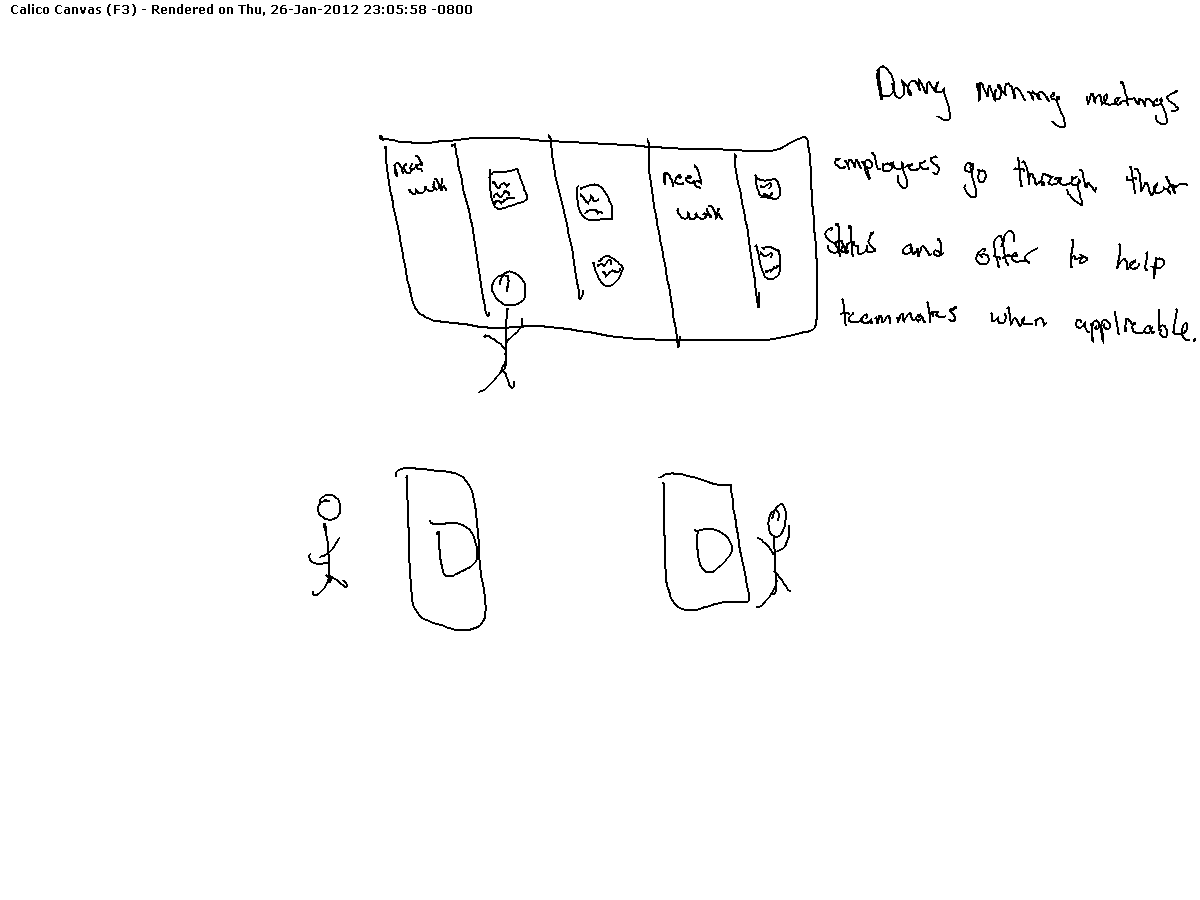 Calico Canvas (F3) - Rendered on Thu, 26-Jan-2012 23:05:58 -0800
During morning meetings
employees go through their
status and offer to help
teammates when applicable.
need
work
need
work